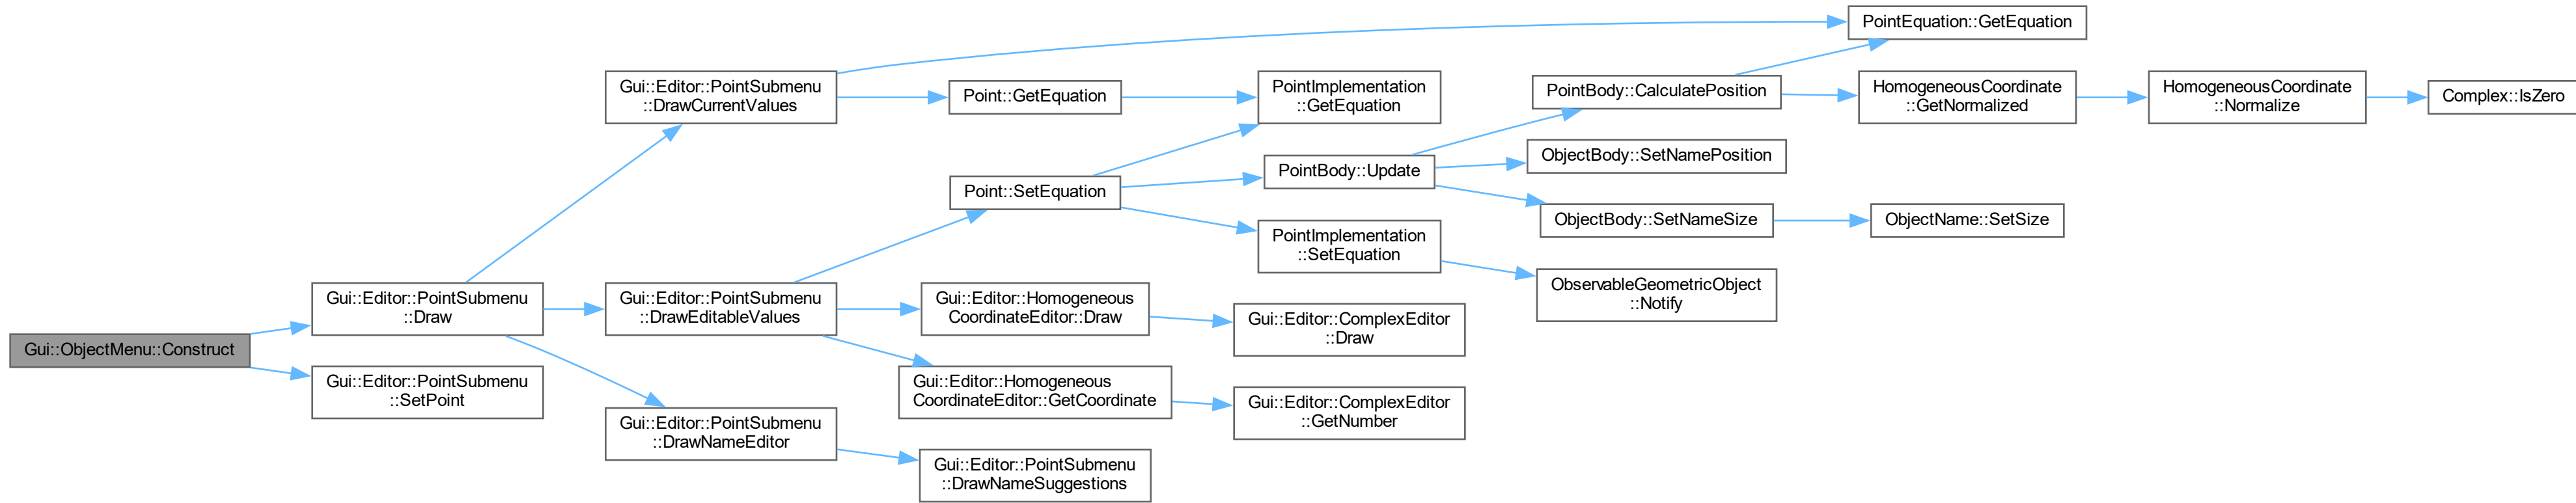 Gui::ObjectMenu::Construct
Gui::Editor::PointSubmenu
::Draw
Gui::Editor::PointSubmenu
::SetPoint
Gui::Editor::PointSubmenu
::DrawCurrentValues
Gui::Editor::PointSubmenu
::DrawEditableValues
Gui::Editor::PointSubmenu
::DrawNameEditor
Point::GetEquation
Point::SetEquation
Gui::Editor::Homogeneous
CoordinateEditor::Draw
Gui::Editor::Homogeneous
CoordinateEditor::GetCoordinate
Gui::Editor::PointSubmenu
::DrawNameSuggestions
PointImplementation
::GetEquation
PointBody::Update
PointImplementation
::SetEquation
Gui::Editor::ComplexEditor
::Draw
Gui::Editor::ComplexEditor
::GetNumber
PointBody::CalculatePosition
ObjectBody::SetNamePosition
ObjectBody::SetNameSize
ObservableGeometricObject
::Notify
PointEquation::GetEquation
HomogeneousCoordinate
::GetNormalized
ObjectName::SetSize
HomogeneousCoordinate
::Normalize
Complex::IsZero